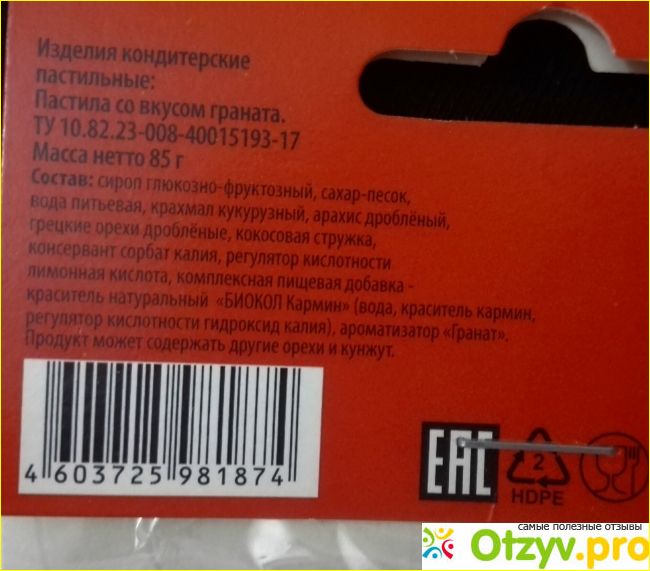 Изделия кондитерские
пастильные:
Пастила со вкусом граната.
ТУ 10.82.23-008-40015193-17
Масса нетто 85 г
Состав: сироп глюкозно-фруктозный, сахар-песок,
вода питьевая, крахмал кукурузный, арахис дроблёный,
грецкие орехи дроблёные, кокосовая стружка,
консервант сорбат калия, регулятор кислотности
лимонная кислота, комплексная пищевая добавка -
краситель натуральный «БИОКОЛ Кармин» (вода, краситель кармин,
регулятор кислотности гидроксид калия), ароматизатор «Гранат».
Продукт может содержать другие орехи и кунжут.
4 603725 981874
EAC
2
HDPE
самые полезные отзывы
Otzyv.pro